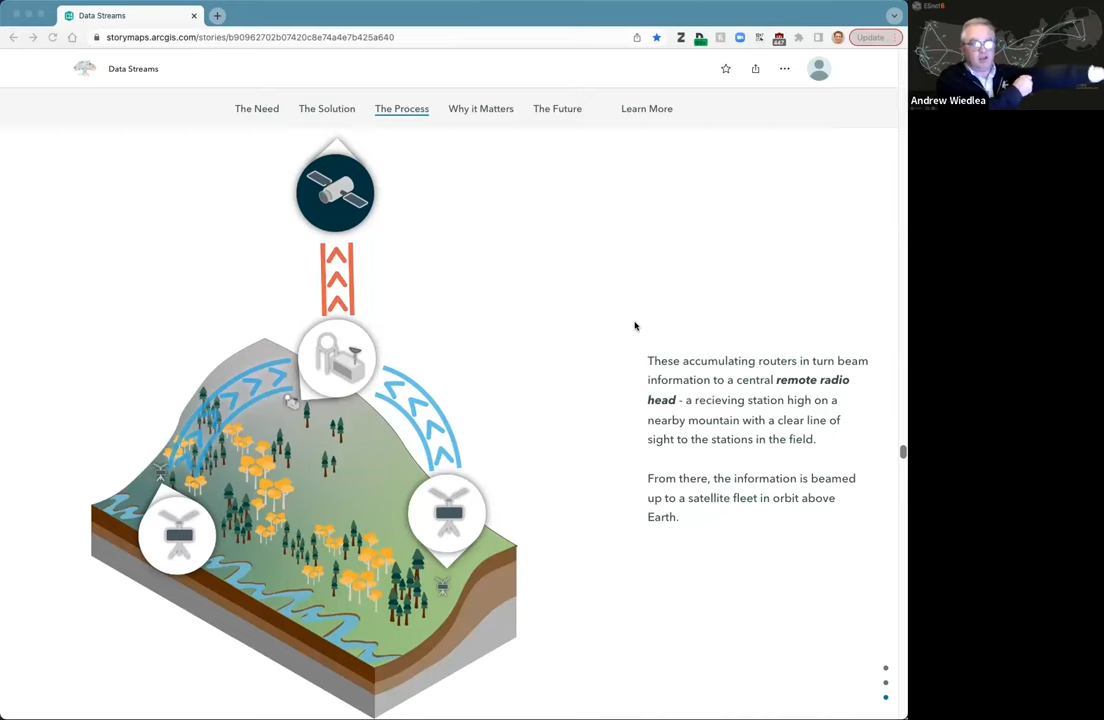 Data Streams
storymaps.arcgis.com/stories/b90962702b07420c8e74a4e7b425a640
Update
Data Streams
The Need The Solution The Process Why it Matters The Future Learn More
These accumulating routers in turn beam
information to a central remote radio
head - a recieving station high on a
nearby mountain with a clear line of
sight to the stations in the field.
From there, the information is beamed
up to a satellite fleet in orbit above
Earth.
ESnet6
Andrew Wiedlea
447